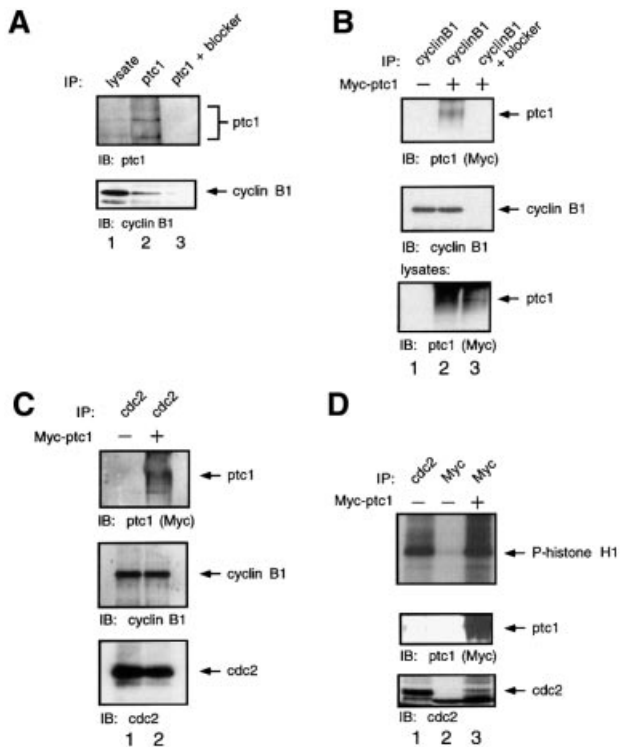 A
IP: lysate ptc1 ptc1 + blocker
ptc1
IB: ptc1
cyclin B1
IB: cyclin B1
1 2 3
B
IP: cyclinB1 cyclinB1 cyclinB1 + blocker
Myc-ptc1 − + +
ptc1
IB: ptc1 (Myc)
cyclin B1
IB: cyclin B1
lysates:
ptc1
IB: ptc1 (Myc)
1 2 3
C
IP: cdc2 cdc2
Myc-ptc1 − +
ptc1
IB: ptc1 (Myc)
cyclin B1
IB: cyclin B1
cdc2
IB: cdc2
1 2
D
IP: cdc2 Myc Myc
Myc-ptc1 − − +
P-histone H1
ptc1
IB: ptc1 (Myc)
cdc2
IB: cdc2
1 2 3